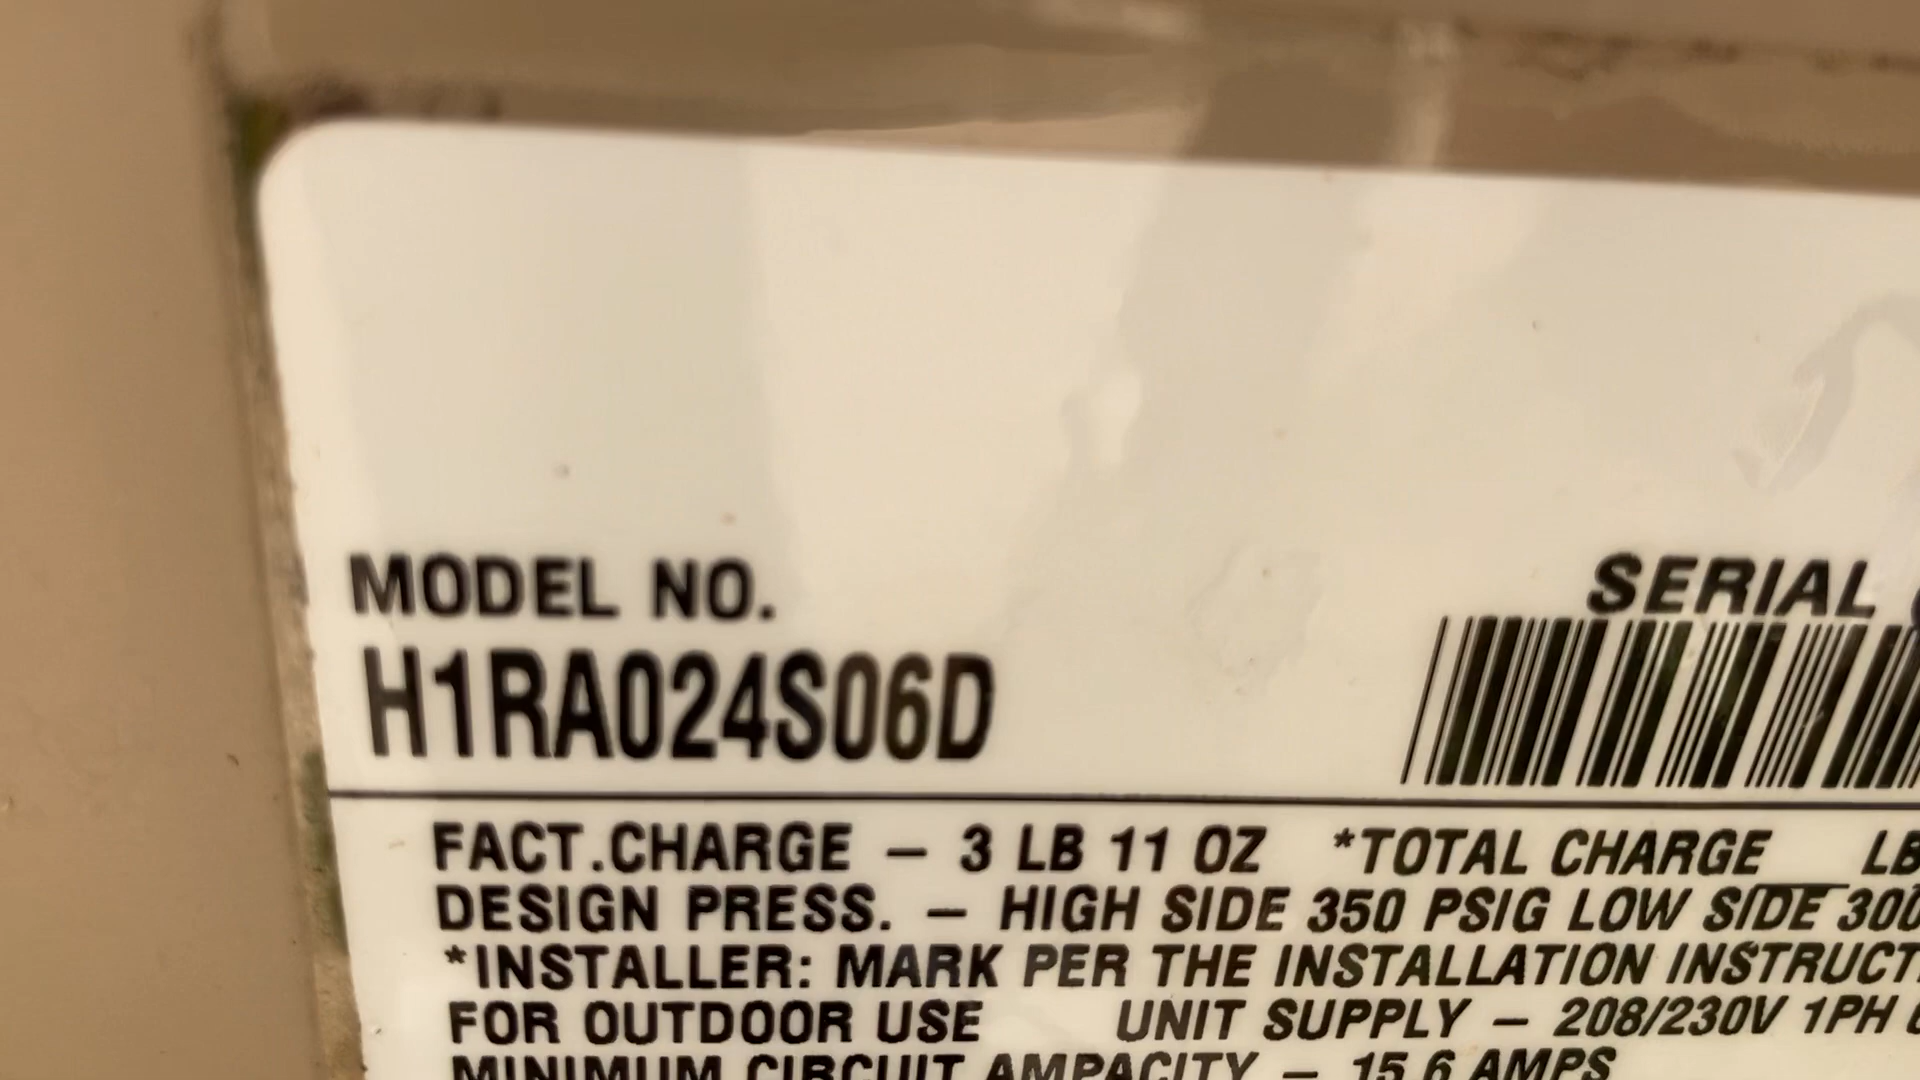 MODEL NO.
SERIAL
H1RA024S06D
FACT.CHARGE – 3 LB 11 OZ *TOTAL CHARGE LB
DESIGN PRESS. – HIGH SIDE 350 PSIG LOW SIDE 300
*INSTALLER: MARK PER THE INSTALLATION INSTRUCT
FOR OUTDOOR USE UNIT SUPPLY – 208/230V 1PH
MINIMUM CIRCUIT AMPACITY – 15.6 AMPS